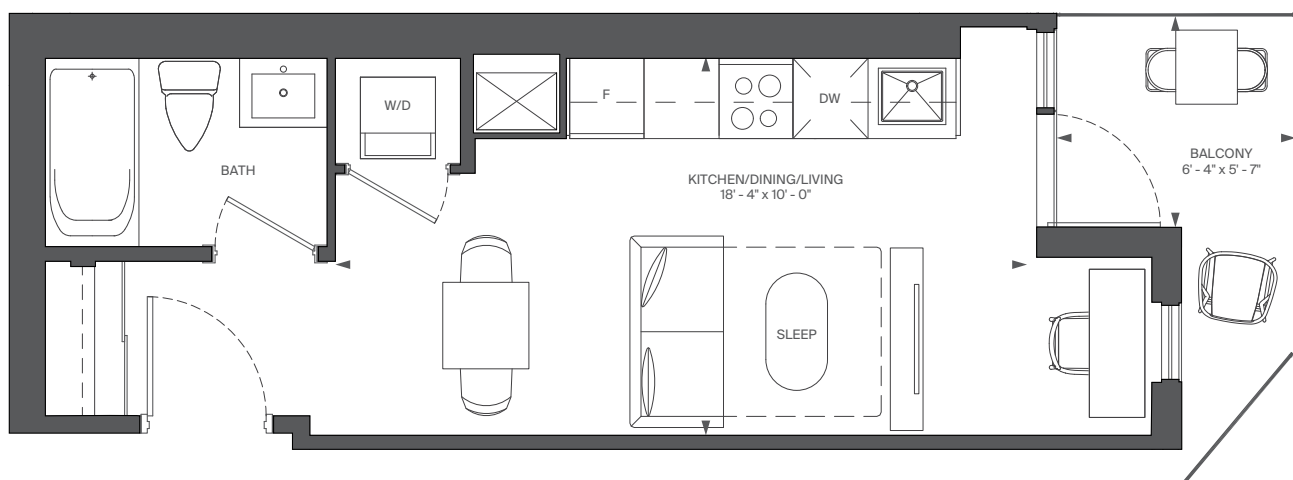 W/D
F
DW
BATH
KITCHEN/DINING/LIVING
18' - 4" x 10' - 0"
BALCONY
6' - 4" x 5' - 7"
SLEEP